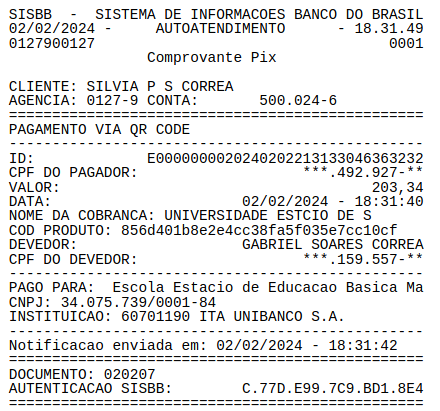 SISBB  -  SISTEMA DE INFORMACOES BANCO DO BRASIL
02/02/2024 -     AUTOATENDIMENTO      - 18.31.49
0127900127                                  0001
                Comprovante Pix

CLIENTE: SILVIA P S CORREA
AGENCIA: 0127-9 CONTA:       500.024-6
================================================
PAGAMENTO VIA QR CODE
------------------------------------------------
ID:             E0000000020240202213133046363232
CPF DO PAGADOR:                   ***.492.927-**
VALOR:                                    203,34
DATA:                      02/02/2024 - 18:31:40
NOME DA COBRANCA: UNIVERSIDADE ESTCIO DE S
COD PRODUTO: 856d401b8e2e4cc38fa5f035e7cc10cf
DEVEDOR:                   GABRIEL SOARES CORREA
CPF DO DEVEDOR:                   ***.159.557-**
------------------------------------------------
PAGO PARA:  Escola Estacio de Educacao Basica Ma
CNPJ: 34.075.739/0001-84
INSTITUICAO: 60701190 ITA UNIBANCO S.A.
------------------------------------------------
Notificacao enviada em: 02/02/2024 - 18:31:42
================================================
DOCUMENTO: 020207
AUTENTICACAO SISBB:        C.77D.E99.7C9.BD1.8E4
================================================